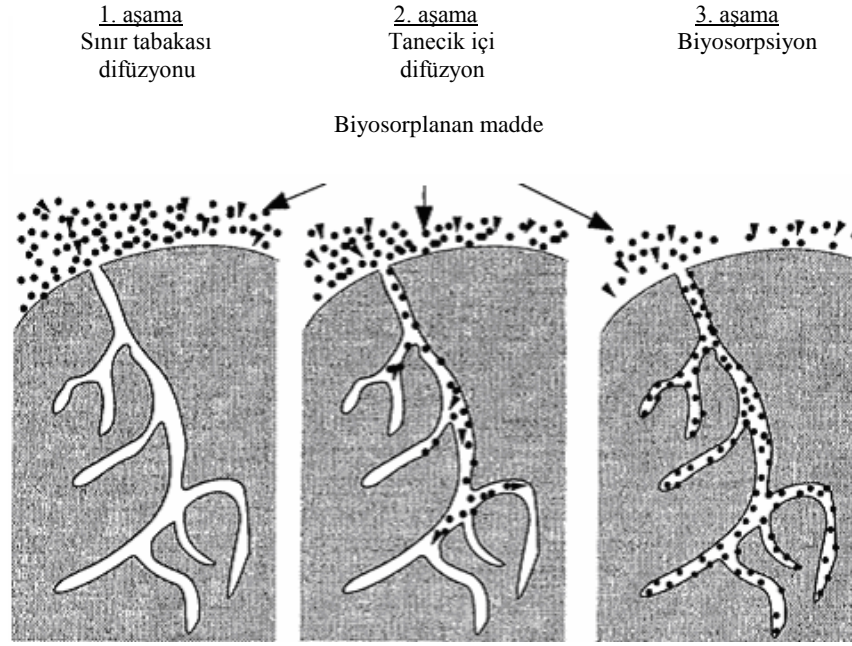 1. aşama
Sınır tabakası
difüzyonu
2. aşama
Tanecik içi
difüzyon
3. aşama
Biyosorpsiyon
Biyosorplanan madde